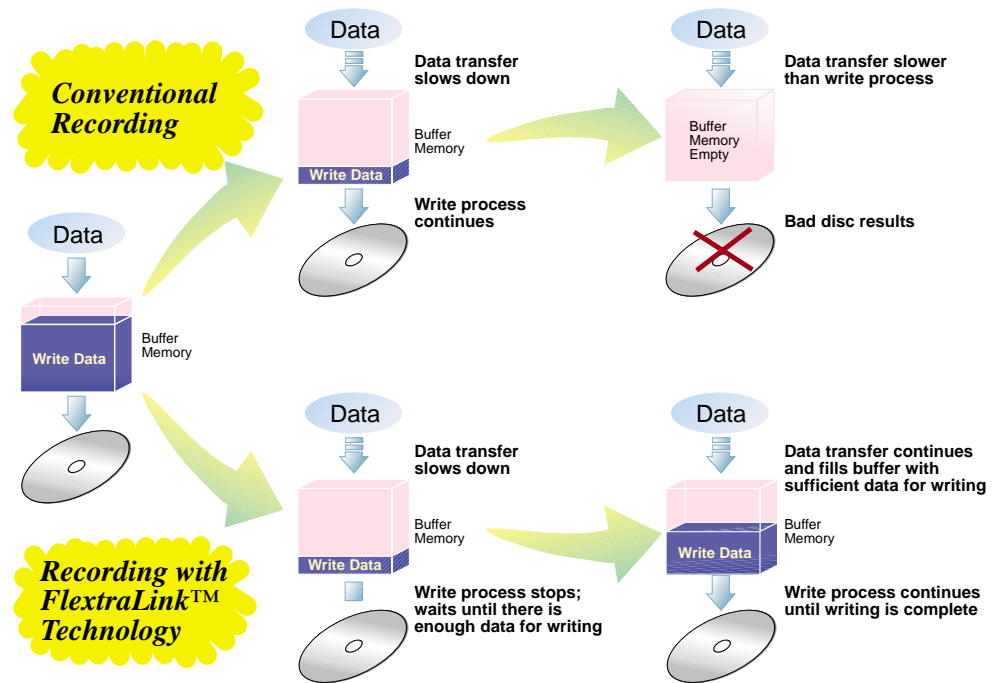 Conventional
Recording
Data
Data transfer
slows down
Buffer
Memory
Write Data
Write process
continues
Data
Data transfer slower
than write process
Buffer
Memory
Empty
Bad disc results
Data
Write Data
Buffer
Memory
Recording with
FlextraLink™
Technology
Data
Data transfer
slows down
Buffer
Memory
Write Data
Write process stops;
waits until there is
enough data for writing
Data
Data transfer continues
and fills buffer with
sufficient data for writing
Buffer
Memory
Write Data
Write process continues
until writing is complete